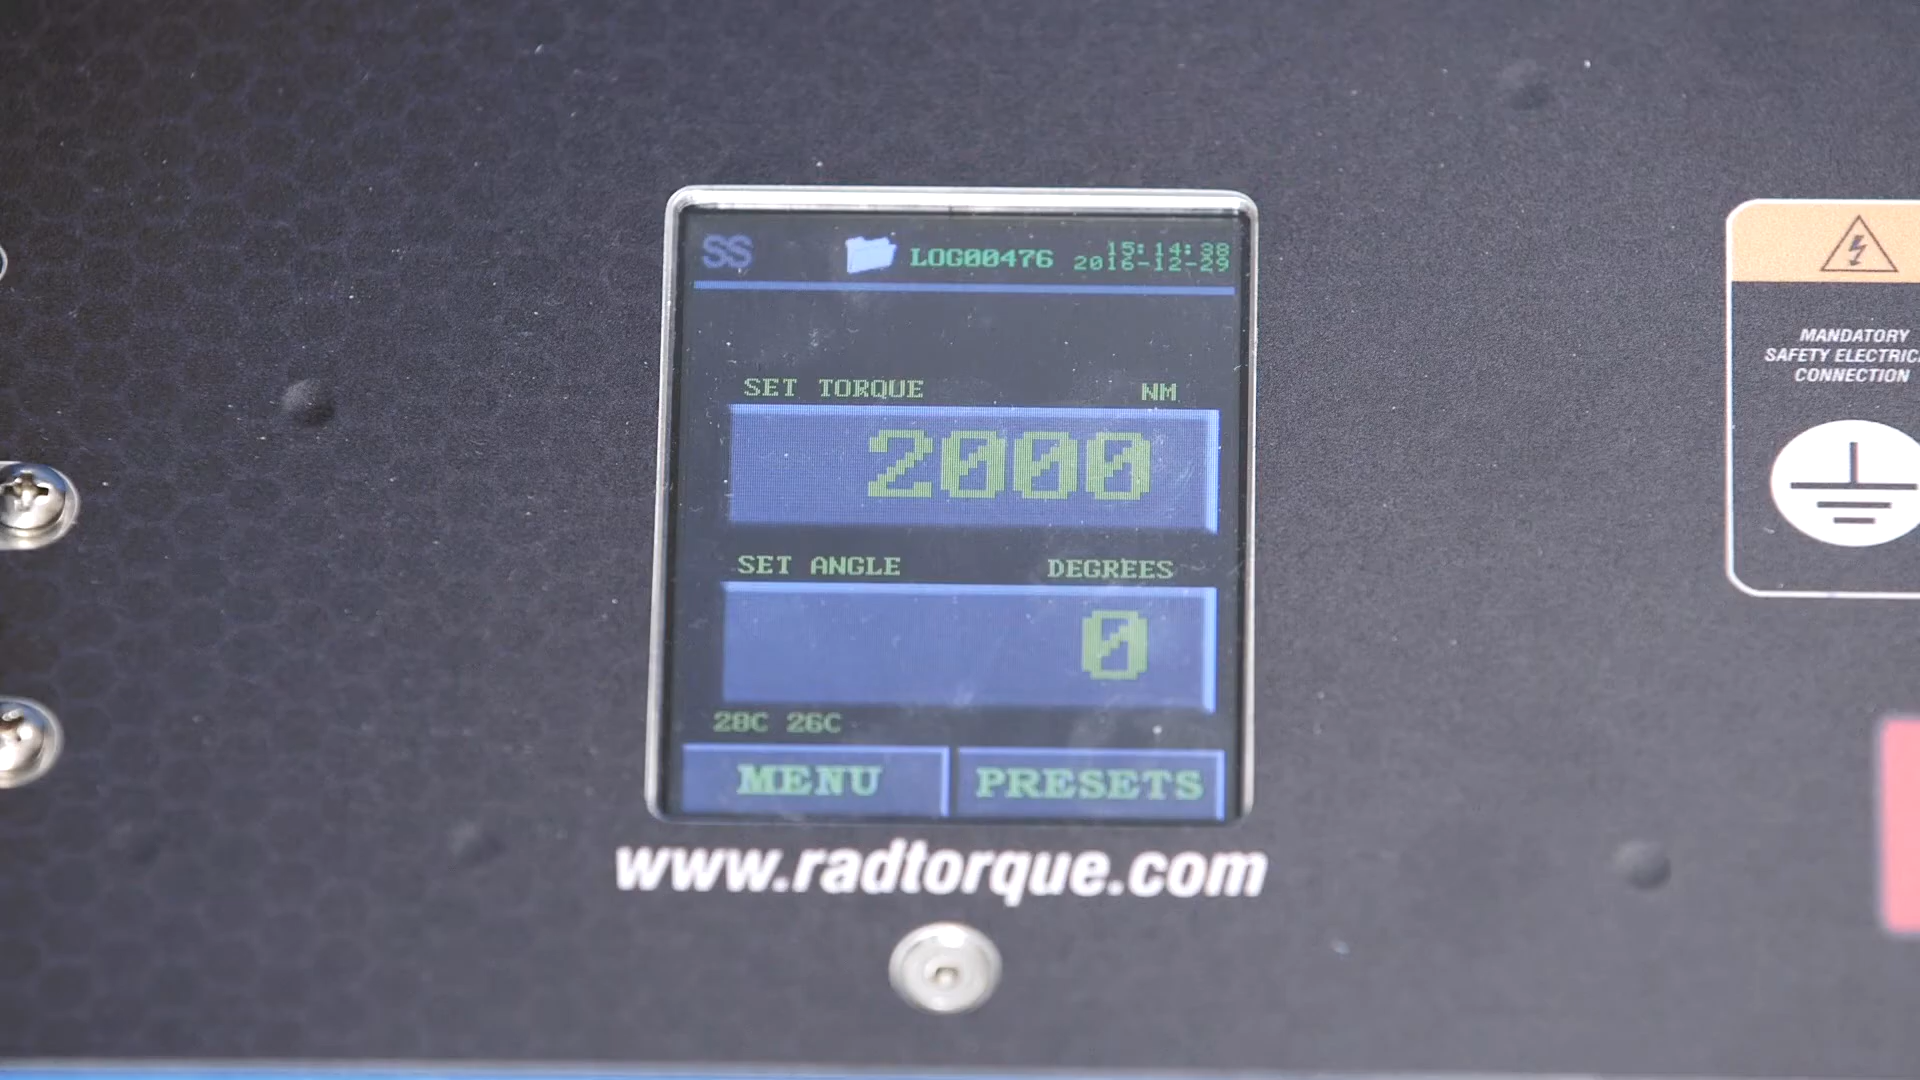 SS LOG00476 15:14:38
2016-12-29
SET TORQUE NM
2000
SET ANGLE DEGREES
0
28C 26C
MENU PRESETS
www.radtorque.com
MANDATORY
SAFETY ELECTRIC
CONNECTION